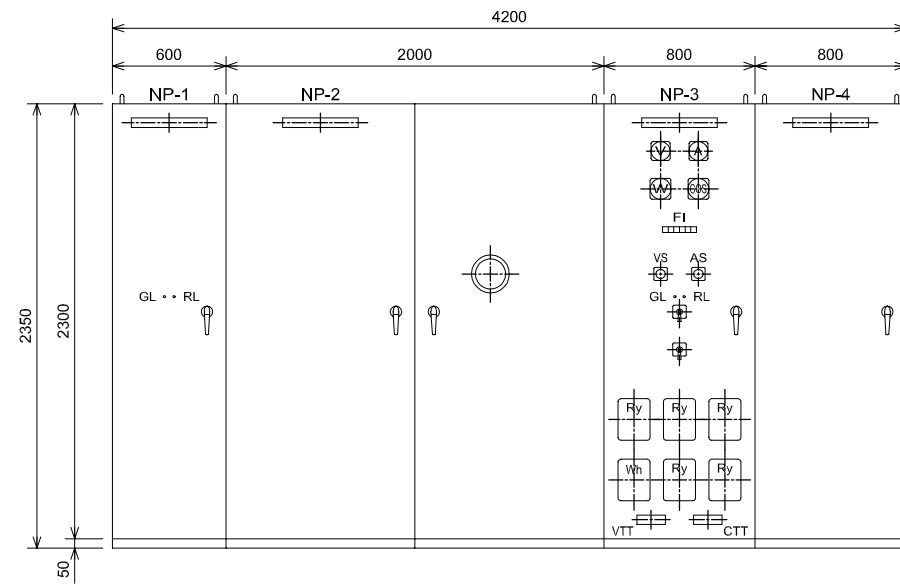 4200
600 2000 800 800
NP-1 NP-2 NP-3 NP-4
V A
W COS
FI
VS AS
GL RL GL RL
2350 2300
Ry Ry Ry
Wh Ry Ry
VTT CTT
50